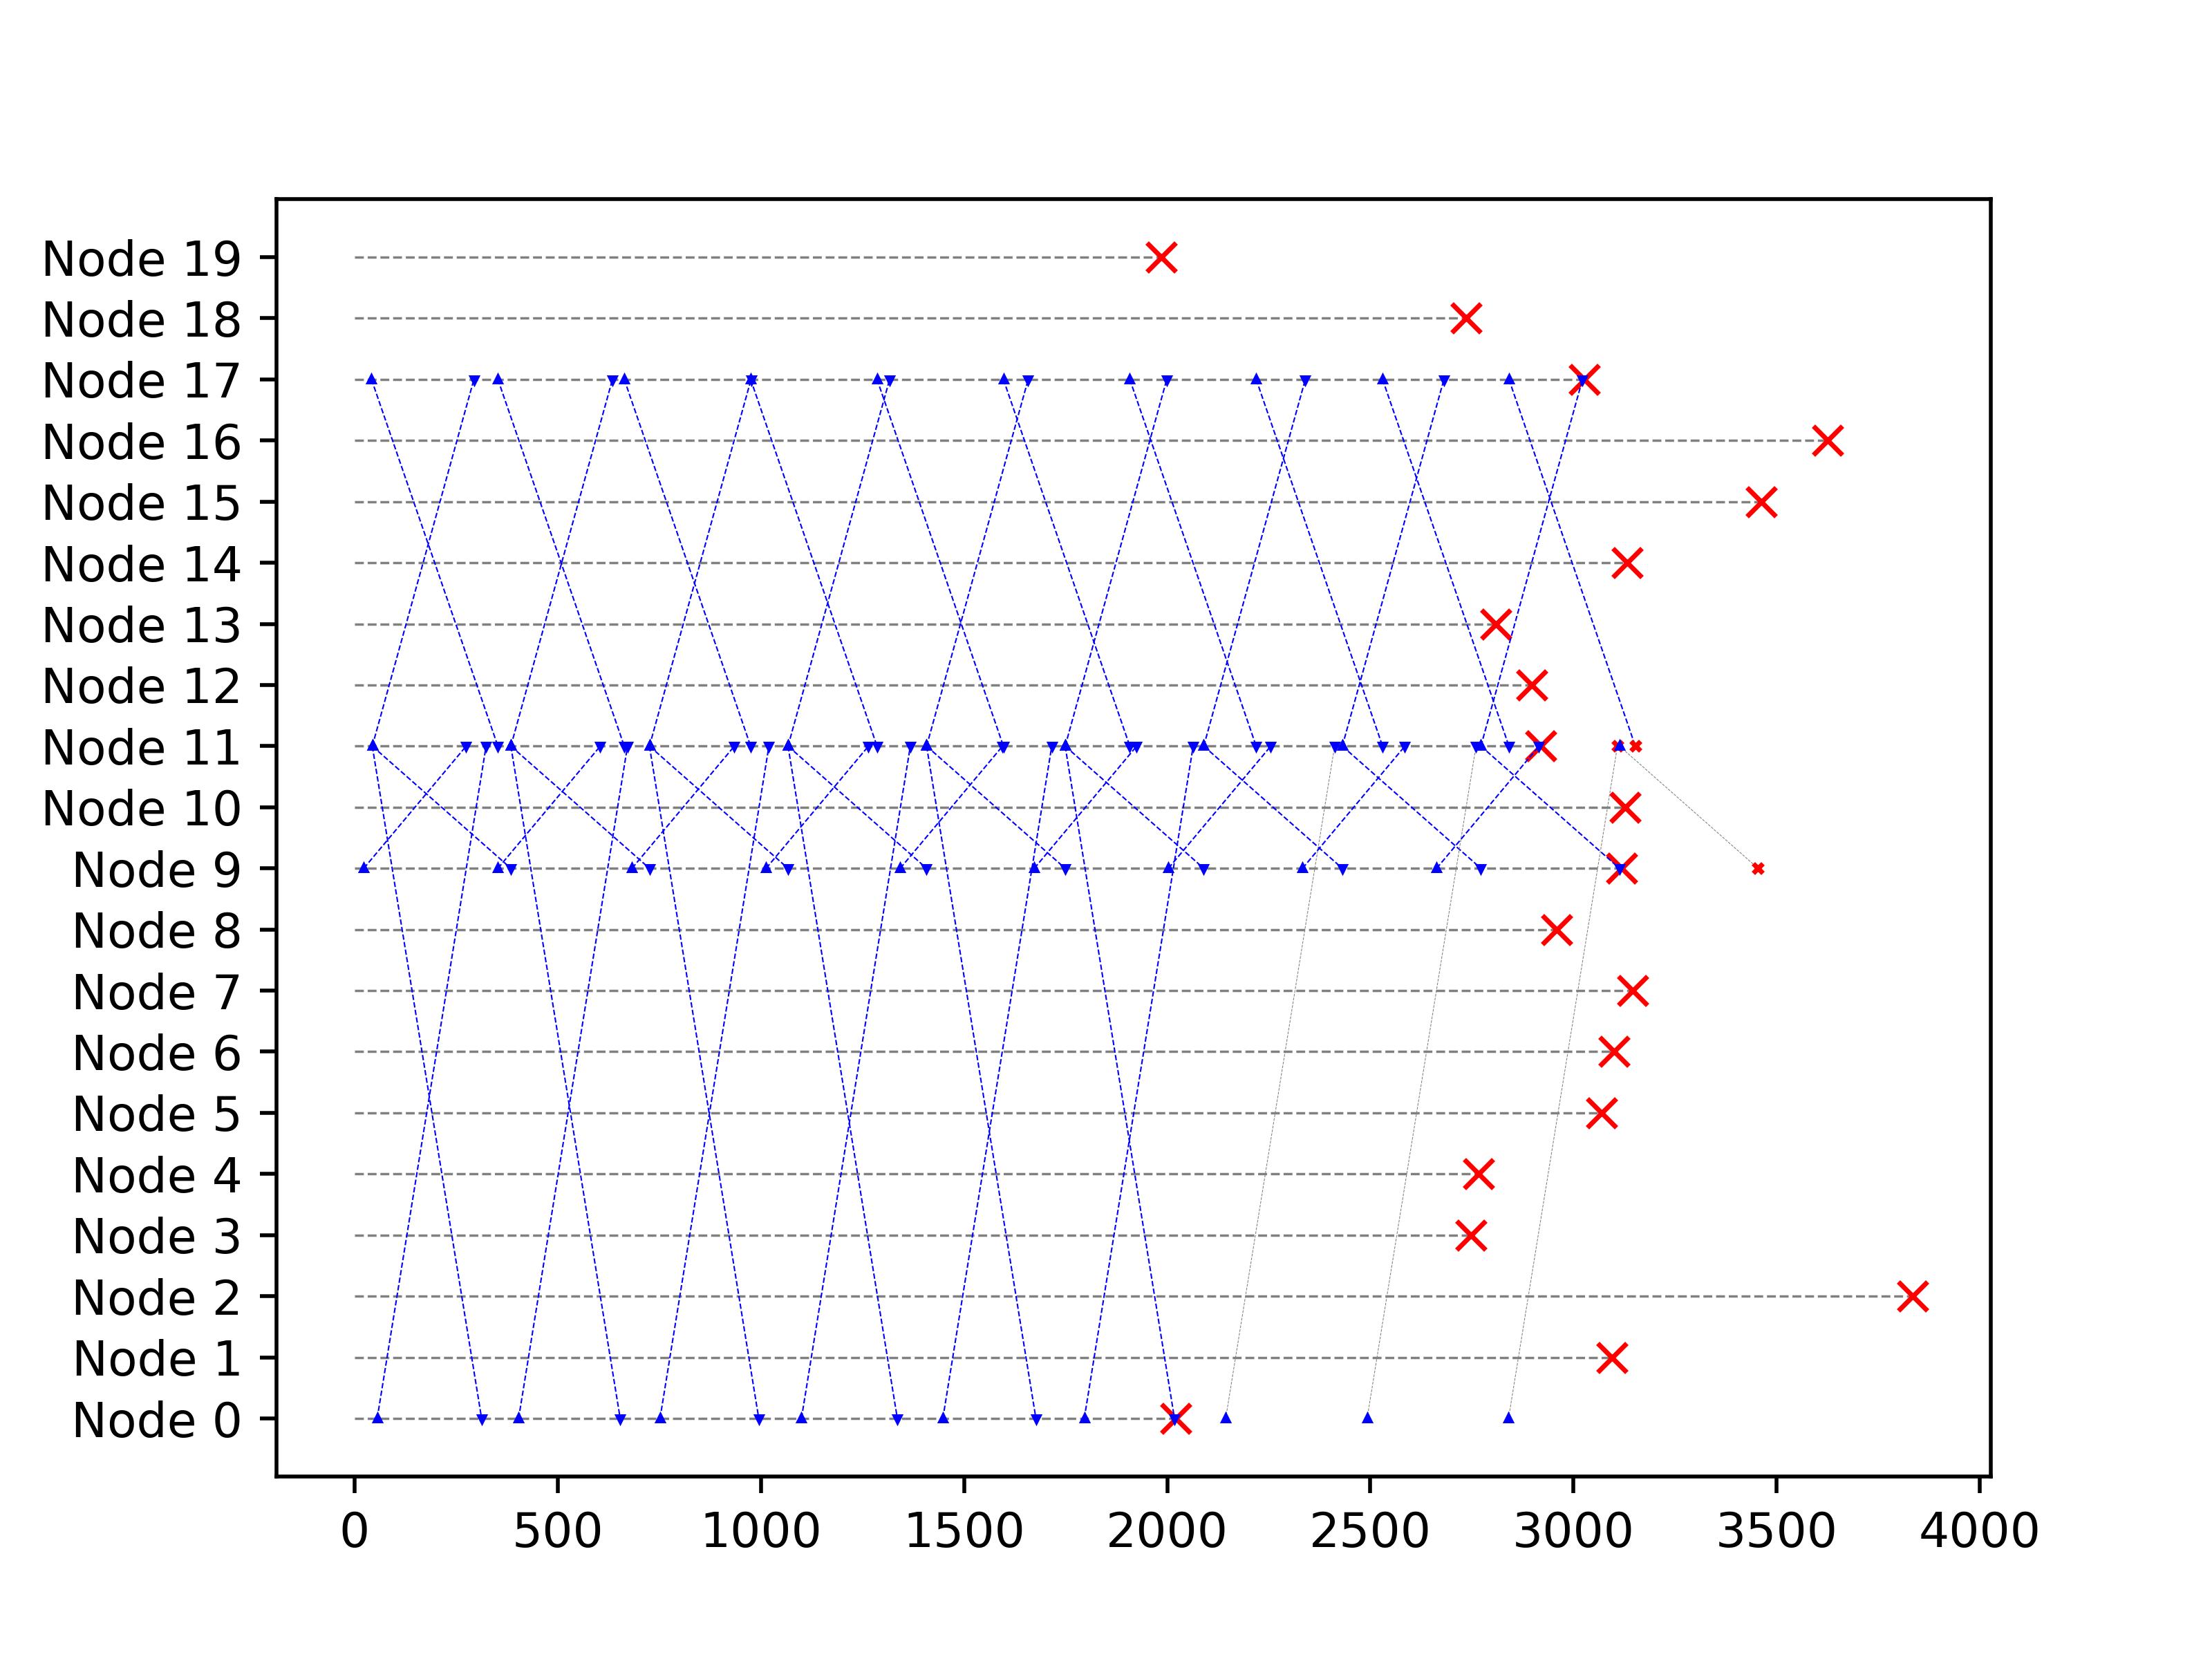 Node 19
Node 18
Node 17
Node 16
Node 15
Node 14
Node 13
Node 12
Node 11
Node 10
Node 9
Node 8
Node 7
Node 6
Node 5
Node 4
Node 3
Node 2
Node 1
Node 0
0 500 1000 1500 2000 2500 3000 3500 4000